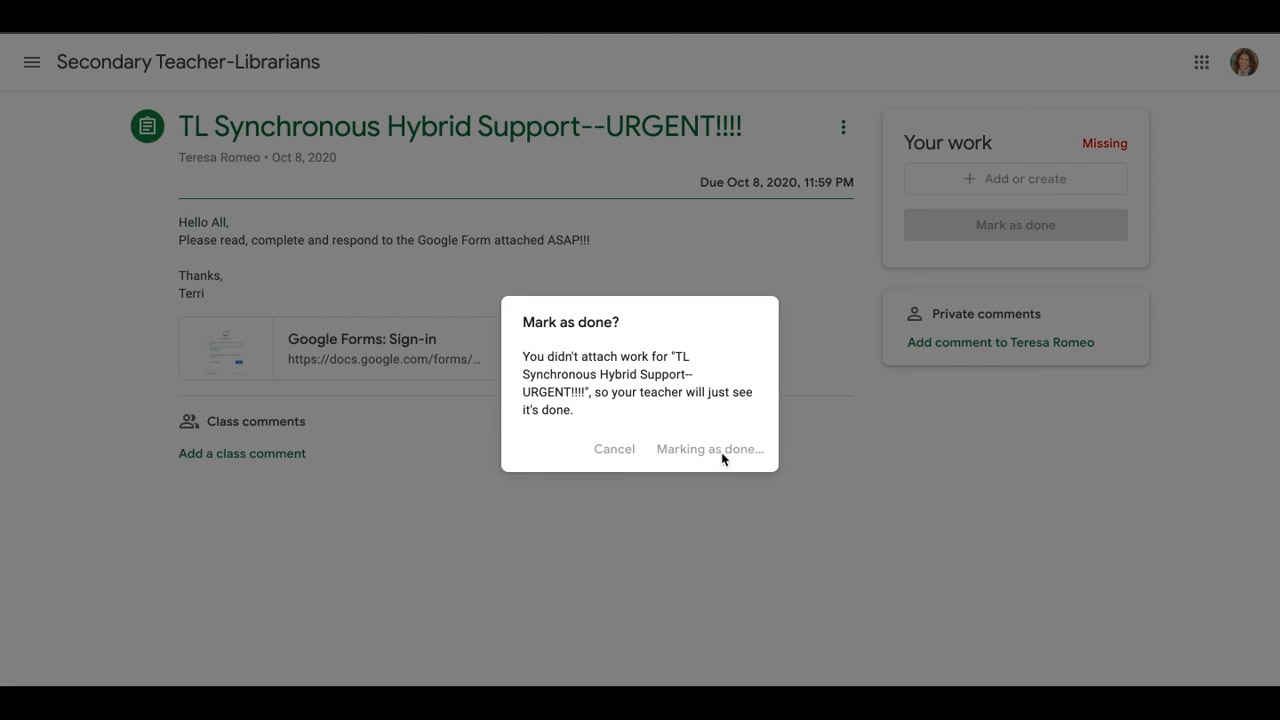 Secondary Teacher-Librarians
TL Synchronous Hybrid Support--URGENT!!!!
Teresa Romeo • Oct 8, 2020
Due Oct 8, 2020, 11:59 PM
Hello All,
Please read, complete and respond to the Google Form attached ASAP!!!
Thanks,
Terri
Google Forms: Sign-in
https://docs.google.com/forms/...
Class comments
Add a class comment
Your work
Missing
+ Add or create
Mark as done
Private comments
Add comment to Teresa Romeo
Mark as done?
You didn't attach work for "TL
Synchronous Hybrid Support--
URGENT!!!!", so your teacher will just see
it's done.
Cancel
Marking as done...